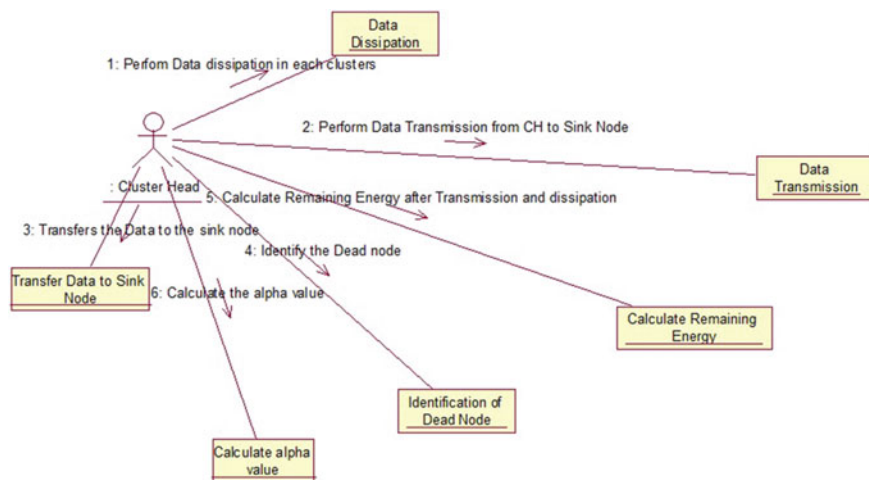 Data
Dissipation
1: Perfom Data dissipation in each clusters
2: Perform Data Transmission from CH to Sink Node
Data
Transmission
: Cluster Head
5: Calculate Remaining Energy after Transmission and dissipation
3: Transfers the Data to the sink node
4: Identify the Dead node
Transfer Data to Sink
Node
6: Calculate the alpha value
Calculate Remaining
Energy
Identification of
Dead Node
Calculate alpha
value